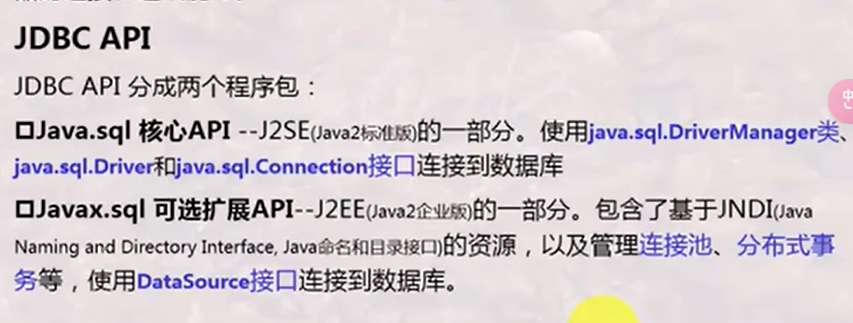 JDBC API
JDBC API 分成两个程序包：
Java.sql 核心API --J2SE(Java2标准版)的一部分。使用java.sql.DriverManager类、
java.sql.Driver和java.sql.Connection接口连接到数据库
Javax.sql 可选扩展API--J2EE(Java2企业版)的一部分。包含了基于JNDI(Java
Naming and Directory Interface, Java命名和目录接口)的资源，以及管理连接池、分布式事
务等，使用DataSource接口连接到数据库。
中